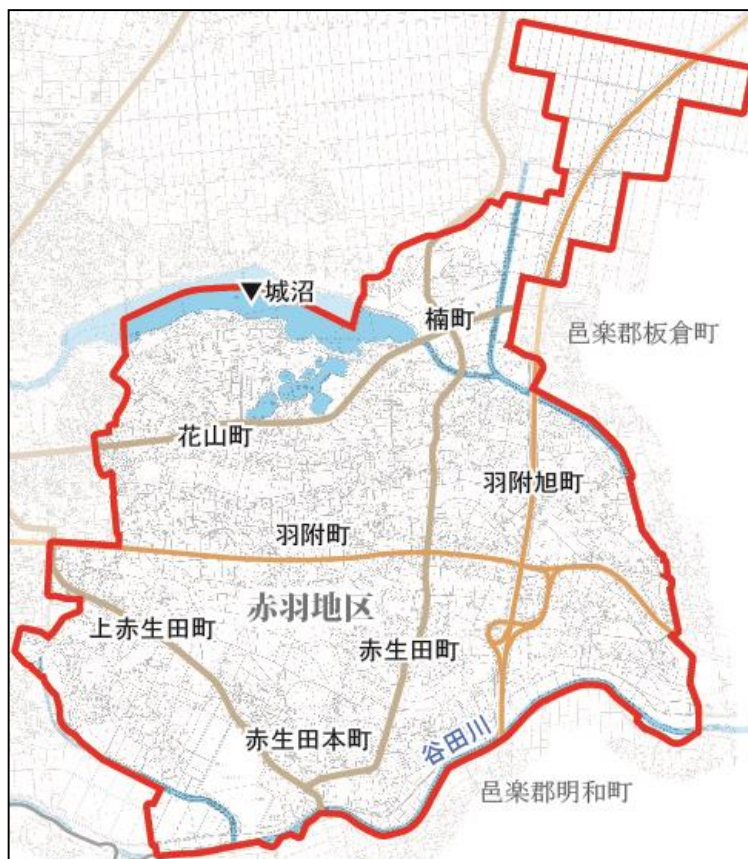 ▼城沼
楠町
邑楽郡板倉町
花山町
羽附旭町
羽附町
赤羽地区
上赤生田町
赤生田町
赤生田本町
谷田川
邑楽郡明和町